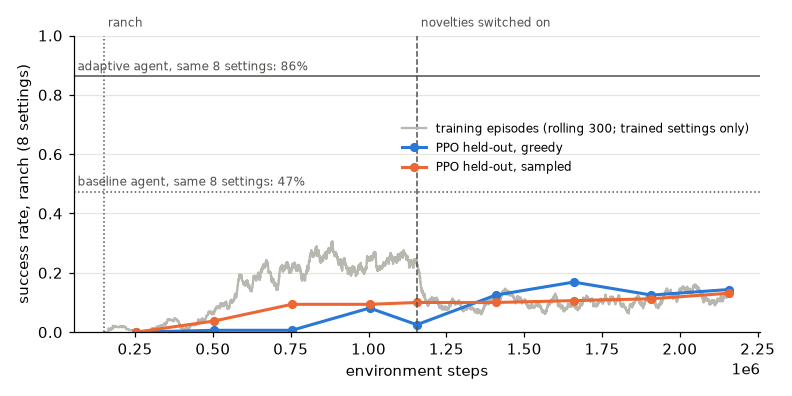 ranch
novelties switched on
1.0
adaptive agent, same 8 settings: 86%
0.8
training episodes (rolling 300; trained settings only)
PPO held-out, greedy
PPO held-out, sampled
0.6
baseline agent, same 8 settings: 47%
0.4
0.2
0.0
success rate, ranch (8 settings)
0.25
0.50
0.75
1.00
1.25
1.50
1.75
2.00
2.25
1e6
environment steps